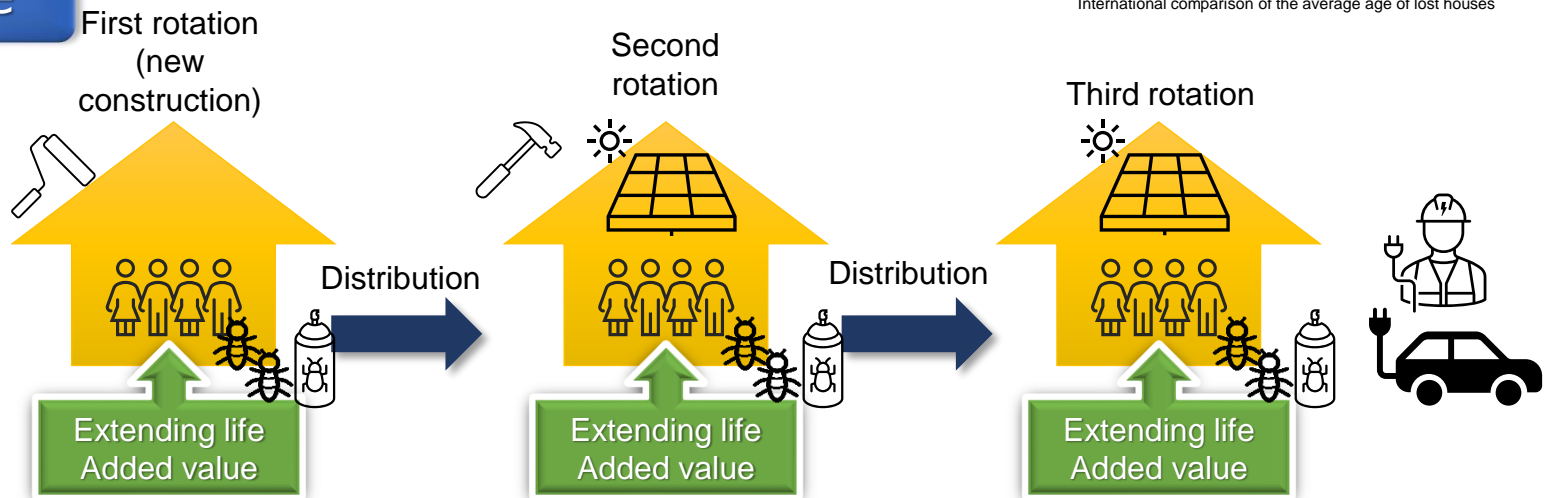 International comparison of the average age of lost houses
First rotation
(new
construction)
Second
rotation
Third rotation
Distribution
Distribution
Extending life
Added value
Extending life
Added value
Extending life
Added value